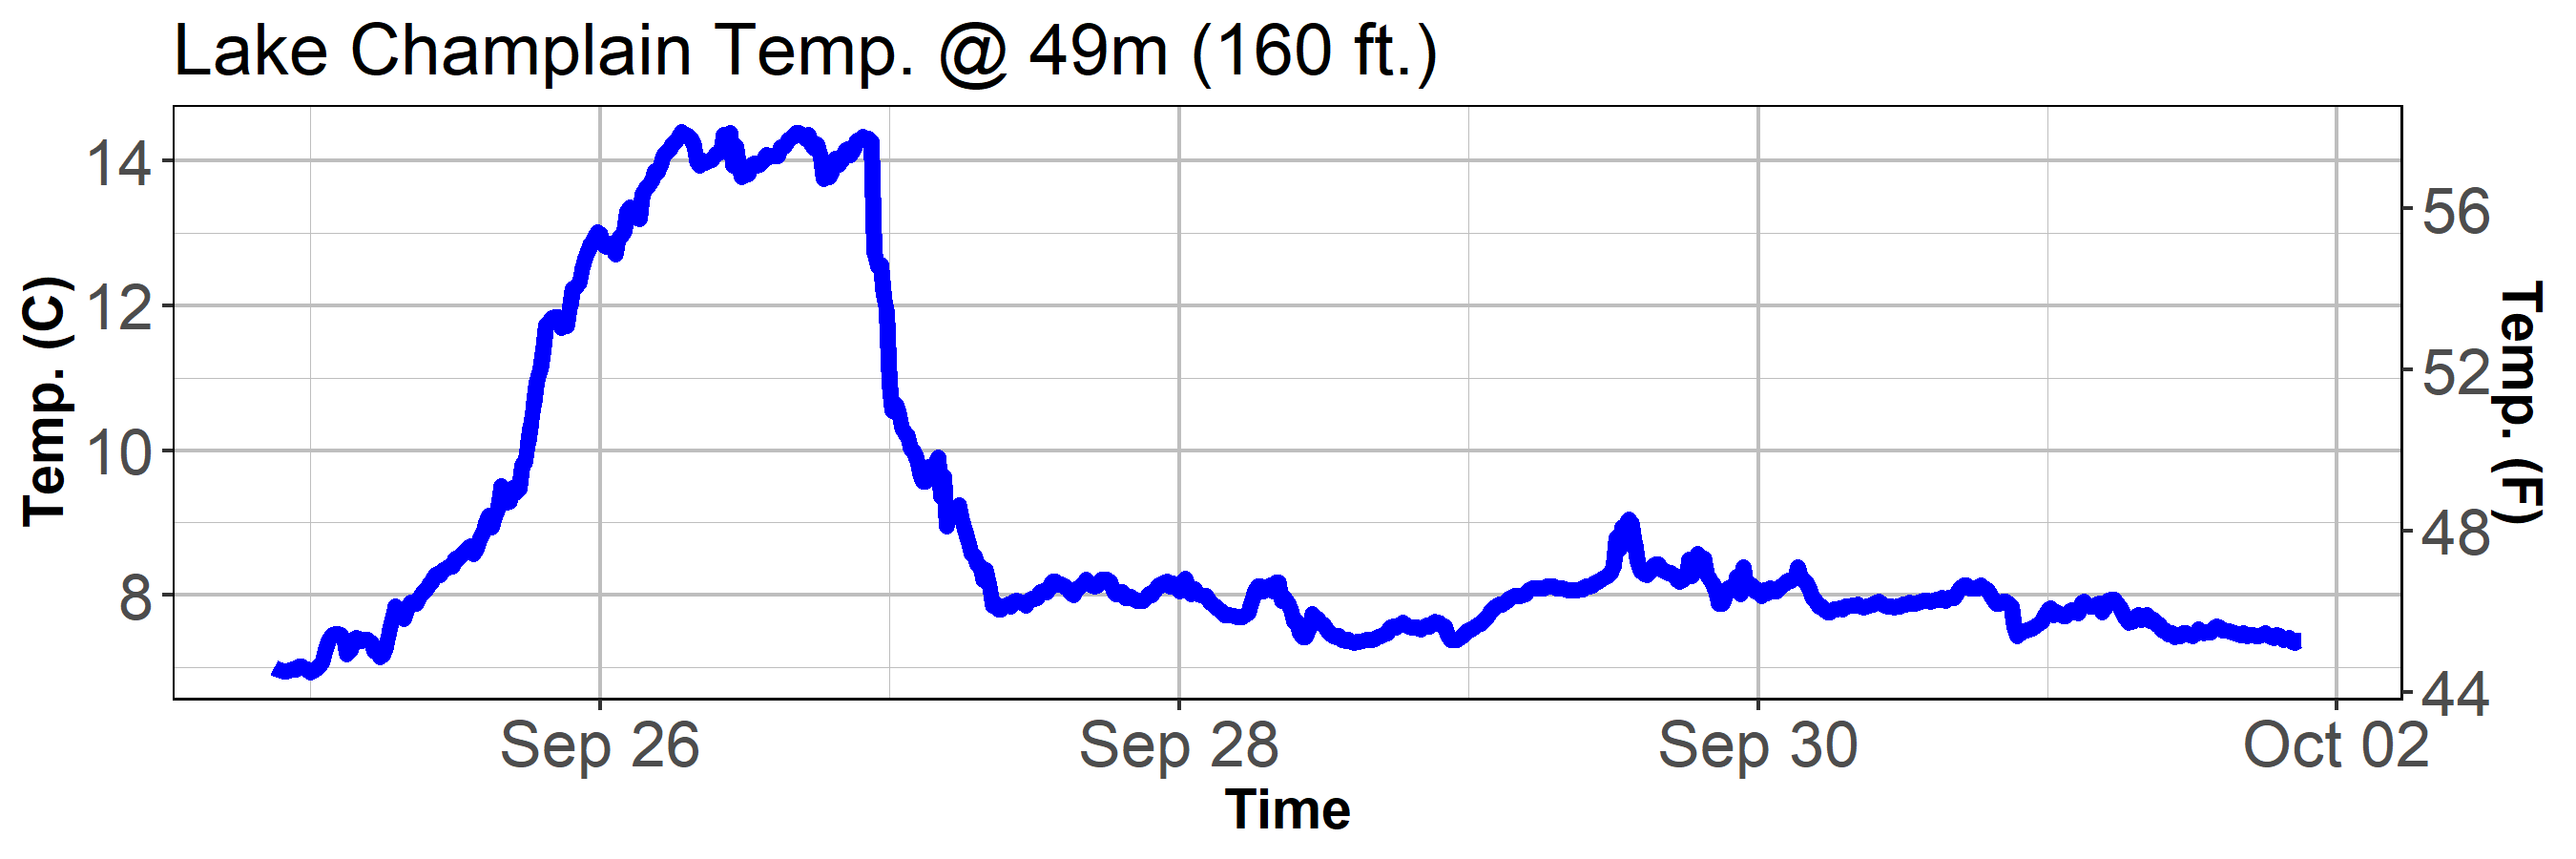 Lake Champlain Temp. @ 49m (160 ft.)
Temp. (C)
14
12
10
8
56
52
48
44
Temp. (F)
Sep 26
Sep 28
Sep 30
Oct 02
Time